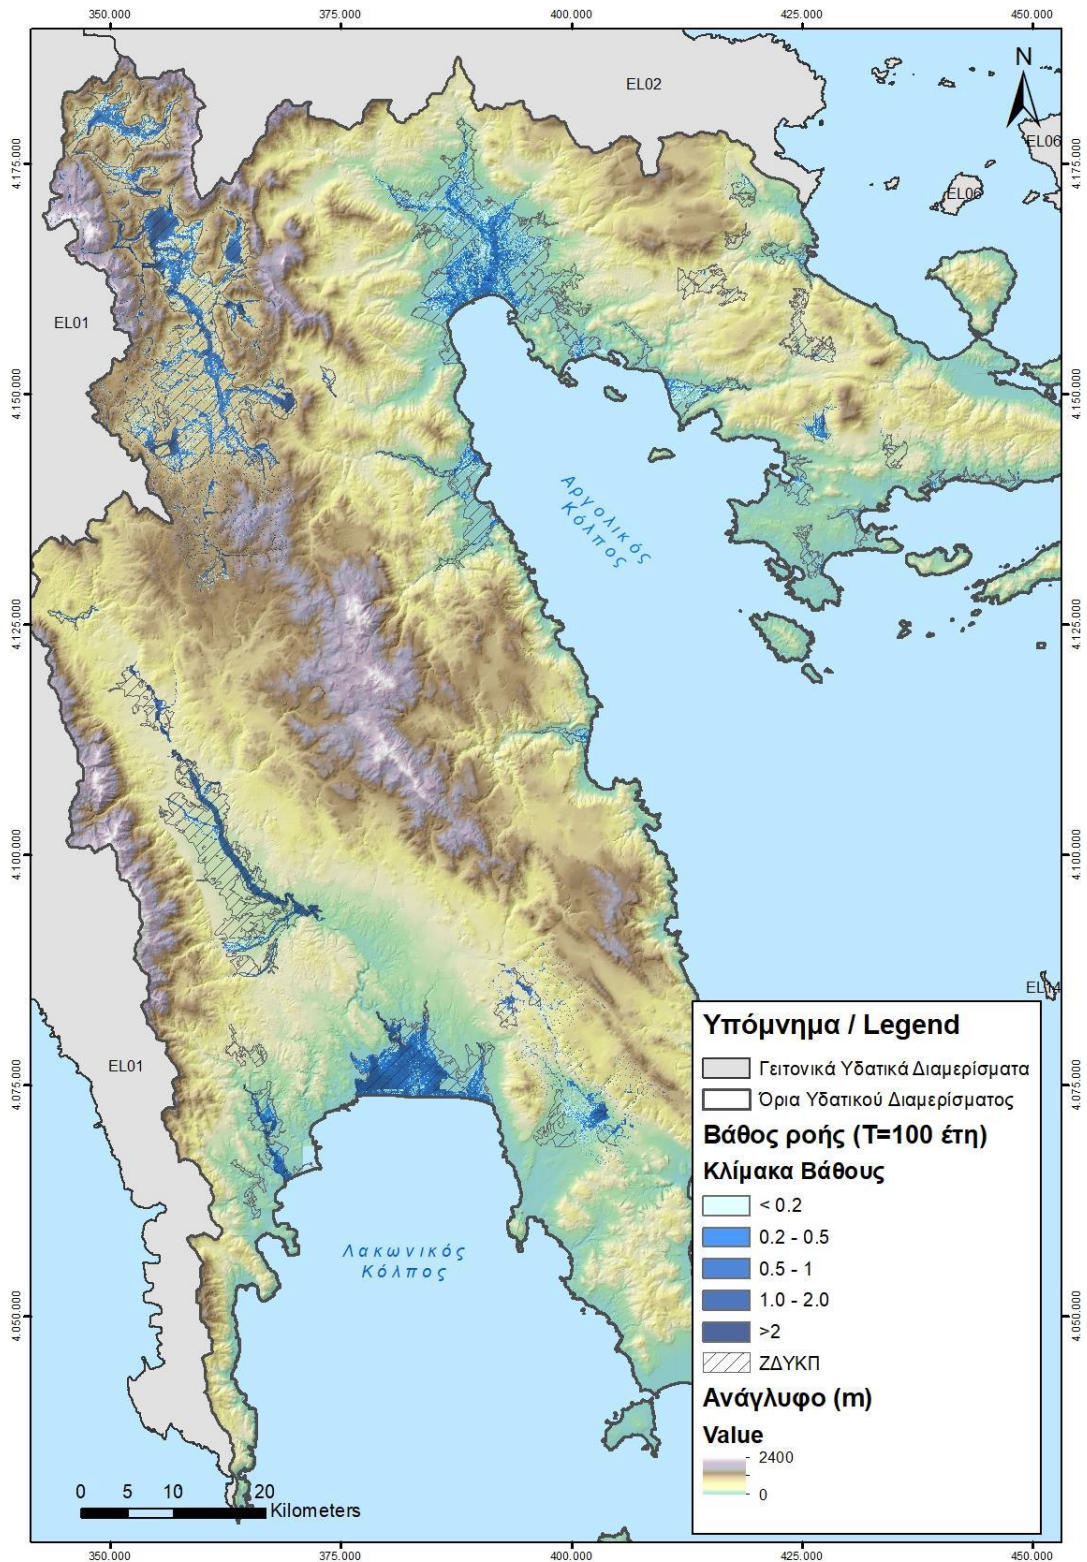 350.000 375.000 400.000 425.000 450.000
EL02
N
EL06
4.175.000 4.175.000
EL06
EL01
4.150.000 4.150.000
Αργολικός
Κόλπος
4.125.000 4.125.000
4.100.000 4.100.000
EL14
Υπόμνημα / Legend
Γειτονικά Υδατικά Διαμερίσματα
EL01
4.075.000 4.075.000
Όρια Υδατικού Διαμερίσματος
Βάθος ροής (T=100 έτη)
Κλίμακα Βάθους
< 0.2
0.2 - 0.5
Λακωνικός
Κόλπος
0.5 - 1
1.0 - 2.0
4.050.000 4.050.000
>2
ΖΔΥΚΠ
Ανάγλυφο (m)
Value
2400
0
0 5 10 20
Kilometers
350.000 375.000 400.000 425.000 450.000